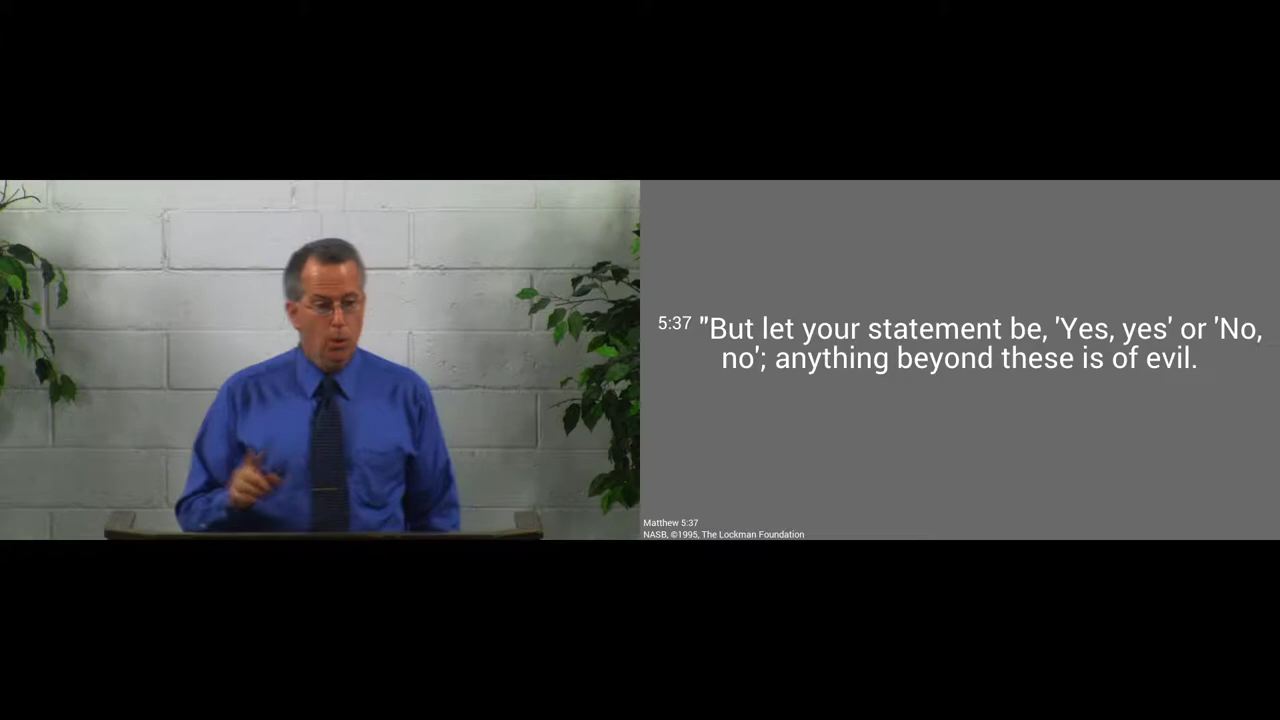 5:37 "But let your statement be, 'Yes, yes' or 'No,
no'; anything beyond these is of evil.
Matthew 5:37
NASB, ©1995, The Lockman Foundation